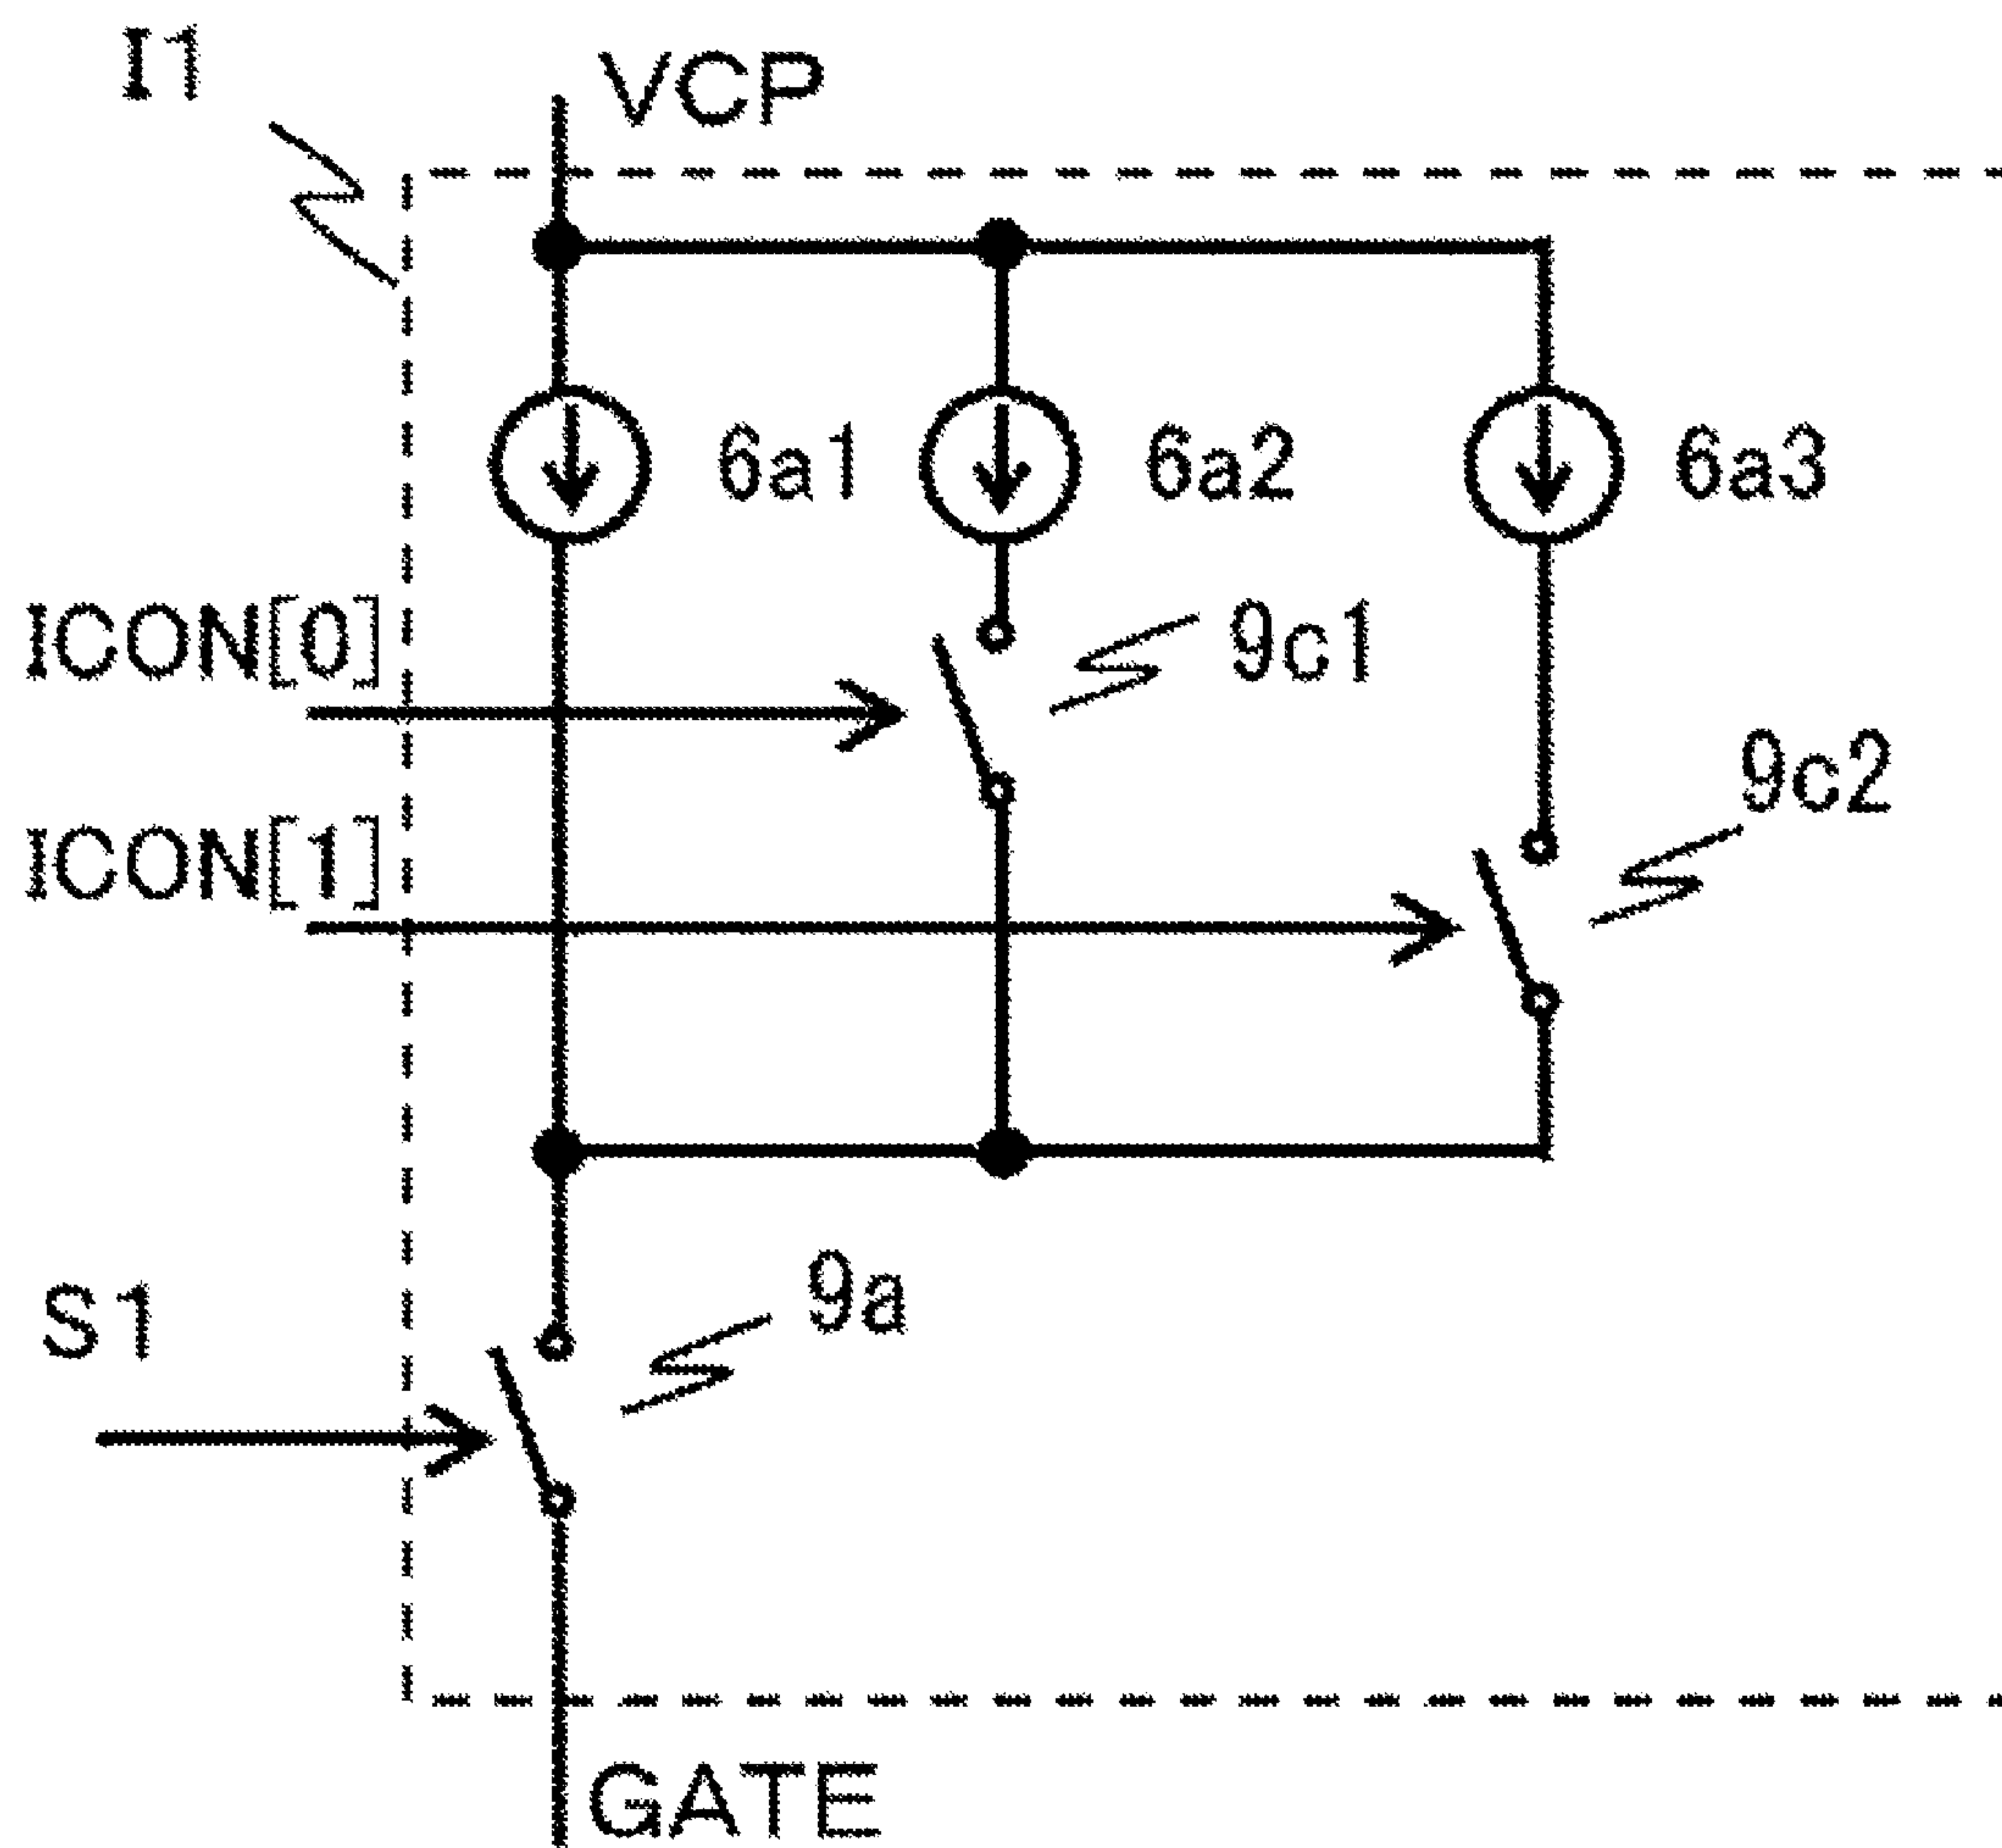 I1
VCP
6a1
6a2
6a3
ICON[0]
9c1
9c2
ICON[1]
9a
S1
GATE